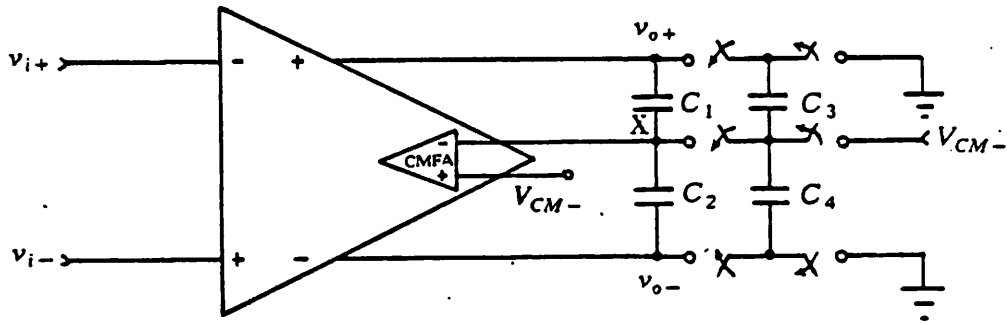 v_{o+}
v_{i+}
- +
C_1 C_3
X
- CMFA +
V_{CM-}
V_{CM-}
C_2 C_4
v_{i-}
+ -
v_{o-}